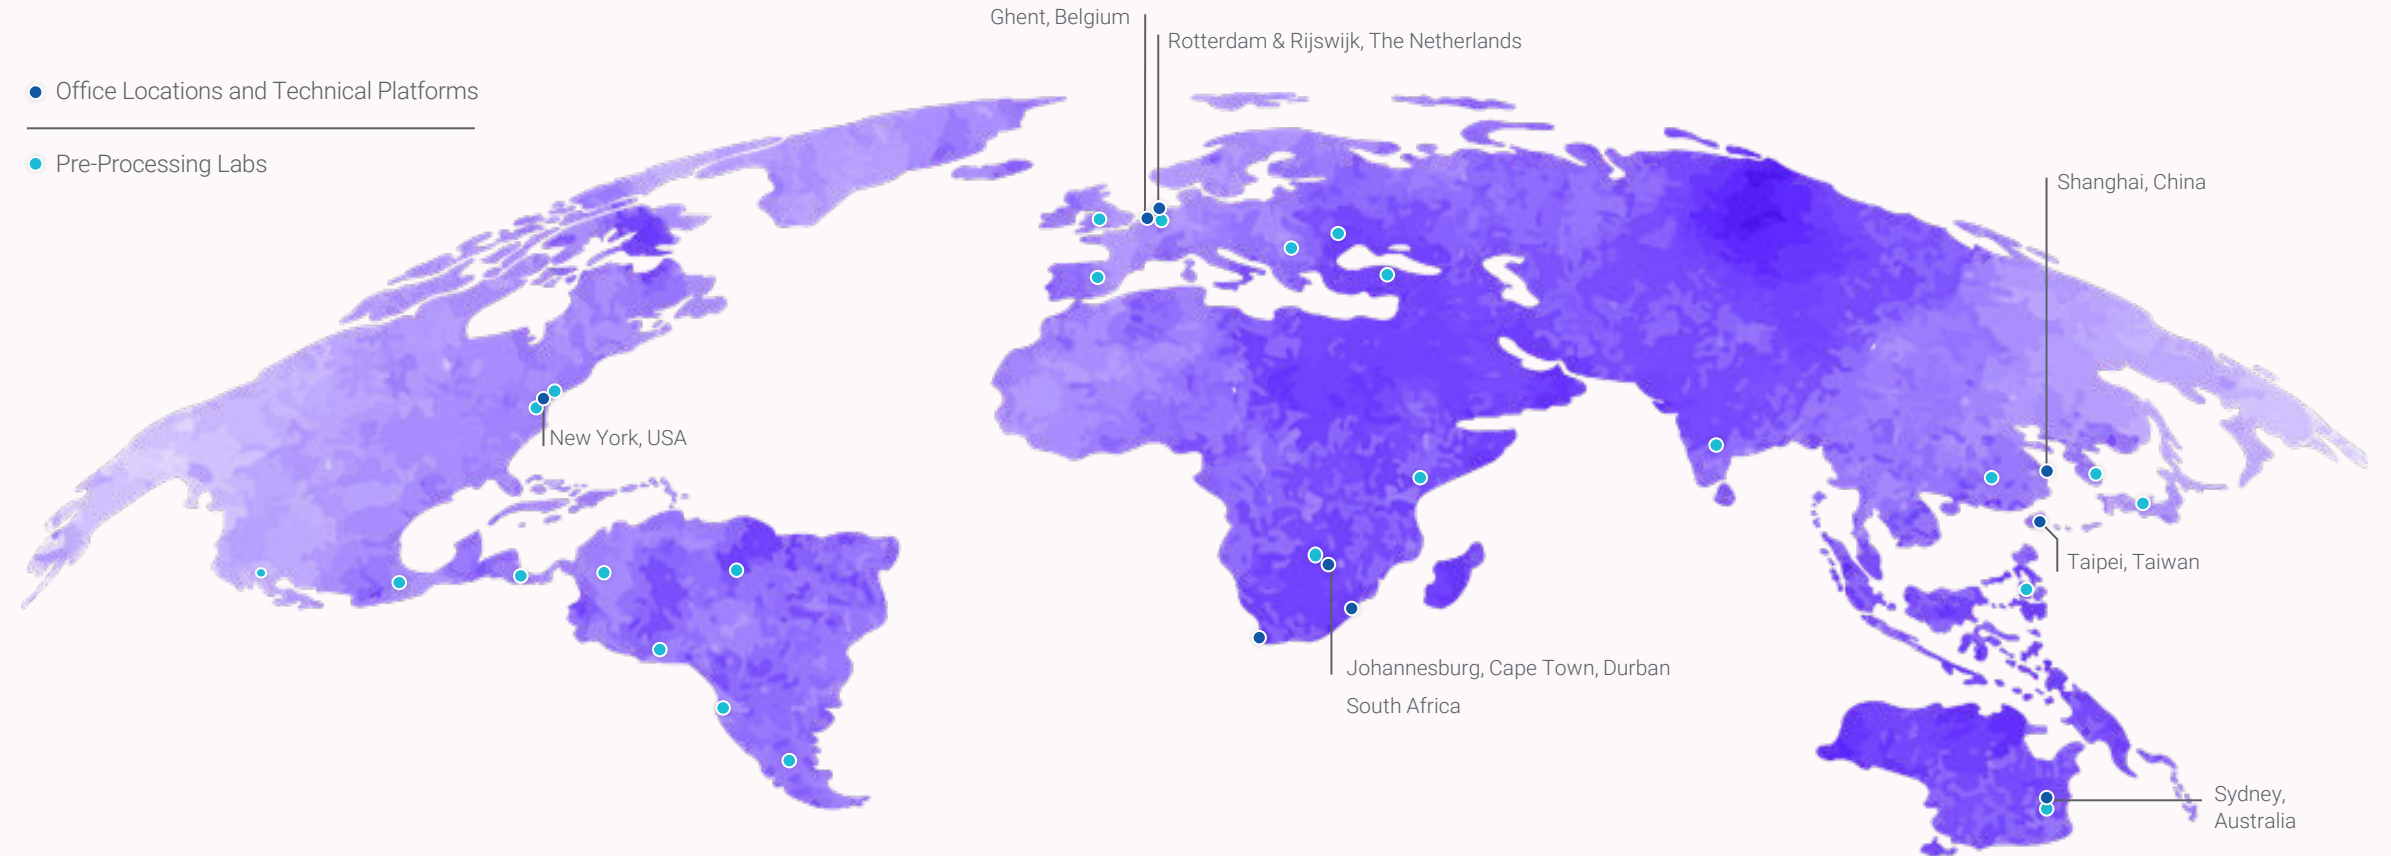 Ghent, Belgium
Rotterdam & Rijswijk, The Netherlands
Office Locations and Technical Platforms
Pre-Processing Labs
Shanghai, China
New York, USA
Taipei, Taiwan
Johannesburg, Cape Town, Durban
South Africa
Sydney,
Australia